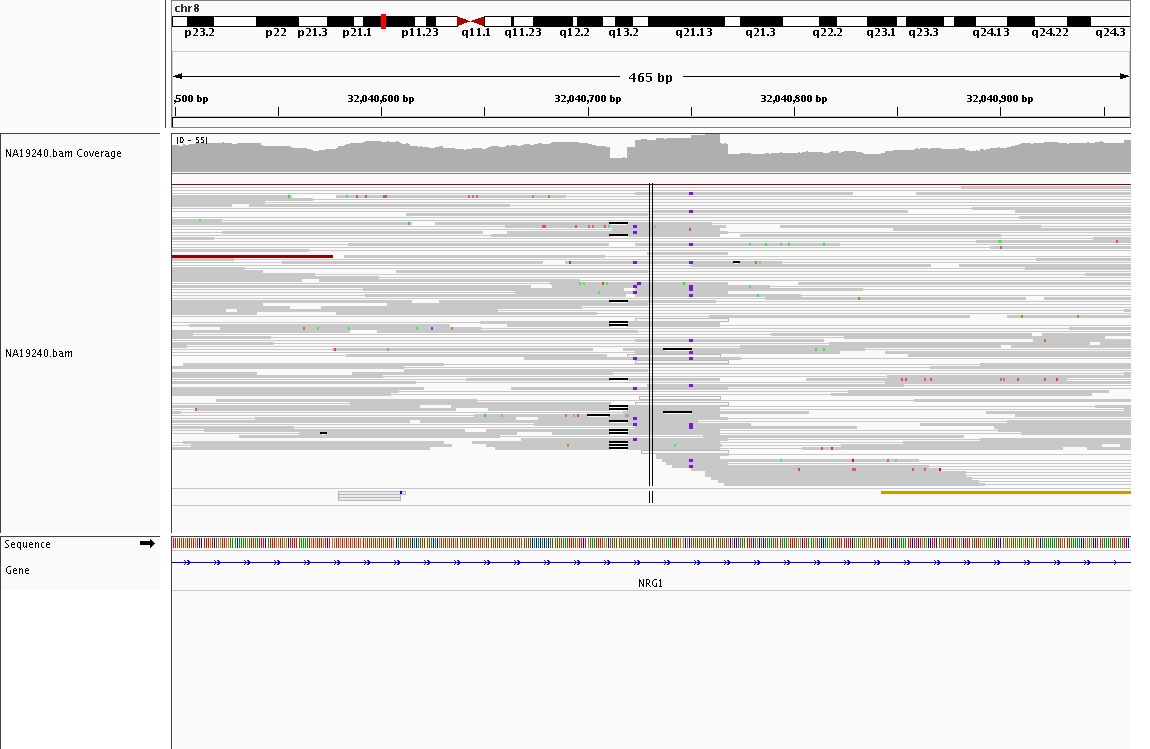 chr8
p23.2 p22 p21.3 p21.1 p11.23 q11.1 q11.23 q12.2 q13.2 q21.13 q21.3 q22.2 q23.1 q23.3 q24.13 q24.22 q24.3
465 bp
,500 bp 32,040,600 bp 32,040,700 bp 32,040,800 bp 32,040,900 bp
[0 - 55]
NA19240.bam Coverage
NA19240.bam
Sequence
Gene
NRG1